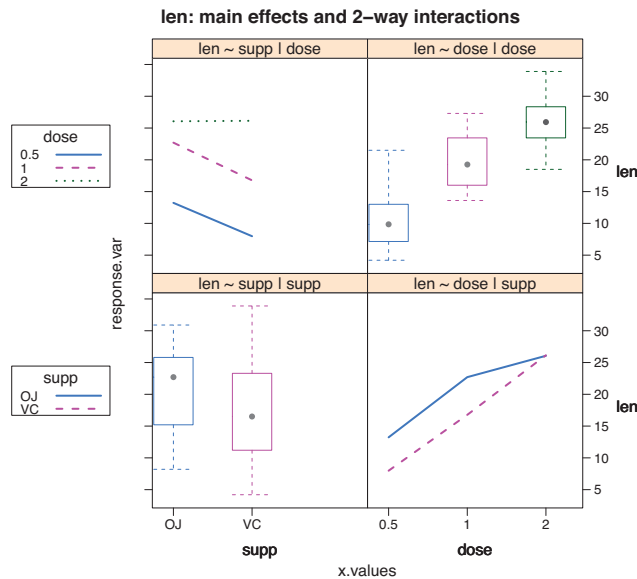 len: main effects and 2−way interactions
len ~ supp | dose
len ~ dose | dose
dose
0.5
1
2
30
25
20
15
10
5
len
response.var
len ~ supp | supp
len ~ dose | supp
supp
OJ
VC
30
25
20
15
10
5
len
OJ VC
0.5 1 2
supp
dose
x.values